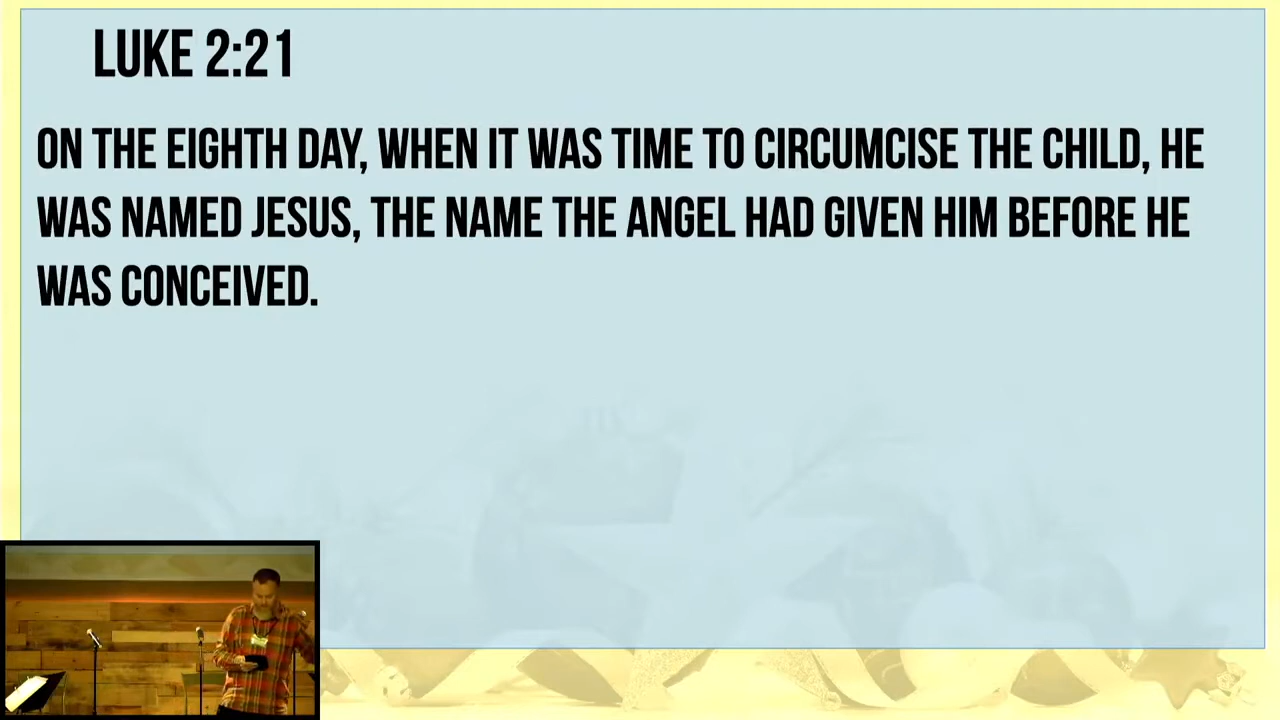 LUKE 2:21
ON THE EIGHTH DAY, WHEN IT WAS TIME TO CIRCUMCISE THE CHILD, HE
WAS NAMED JESUS, THE NAME THE ANGEL HAD GIVEN HIM BEFORE HE
WAS CONCEIVED.